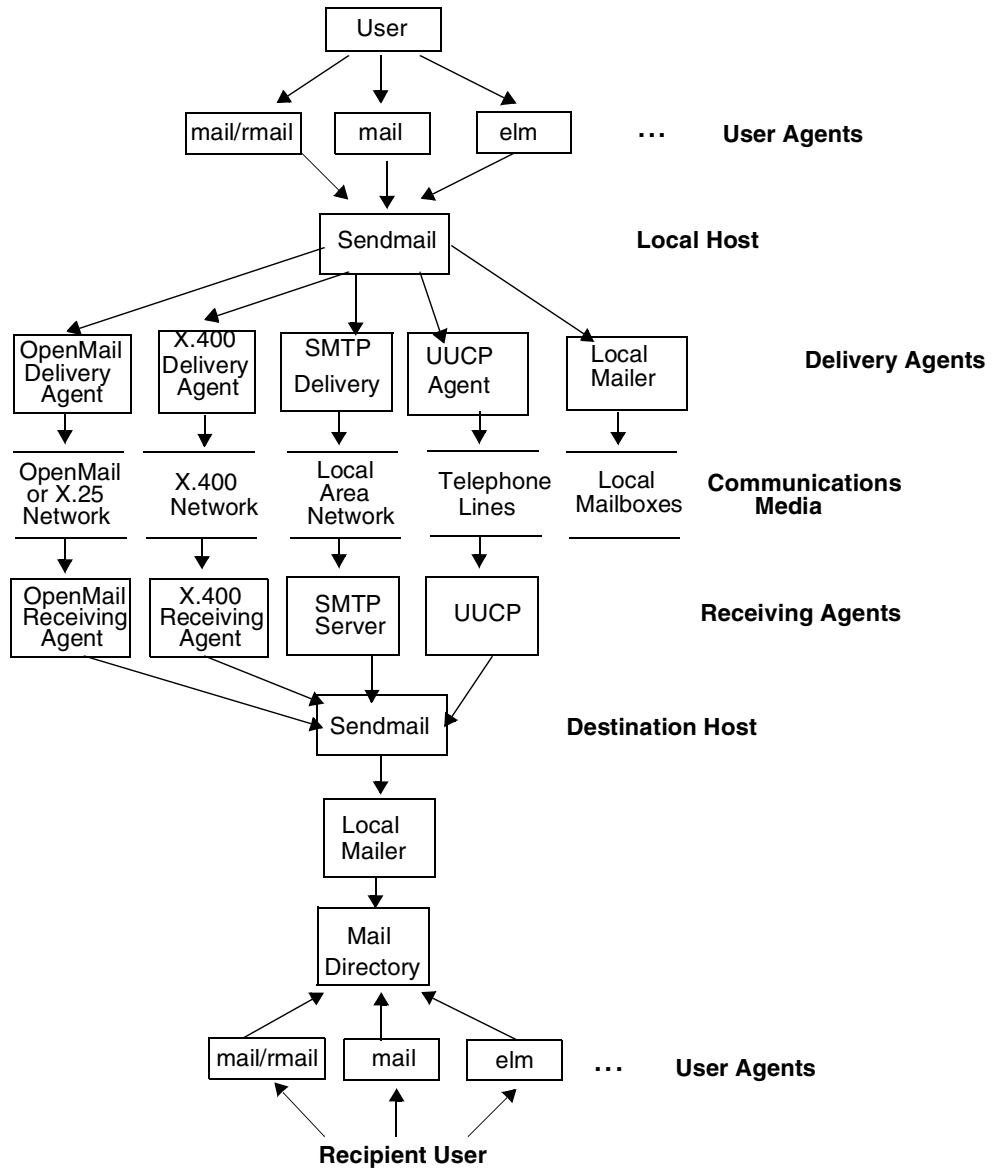 User
mail/rmail
mail
elm
...
User Agents
Sendmail
Local Host
OpenMail
Delivery
Agent
X.400
Delivery
Agent
SMTP
Delivery
UUCP
Agent
Local
Mailer
Delivery Agents
OpenMail
or X.25
Network
X.400
Network
Local
Area
Network
Telephone
Lines
Local
Mailboxes
Communications
Media
OpenMail
Receiving
Agent
X.400
Receiving
Agent
SMTP
Server
UUCP
Receiving Agents
Sendmail
Destination Host
Local
Mailer
Mail
Directory
mail/rmail
mail
elm
...
User Agents
Recipient User